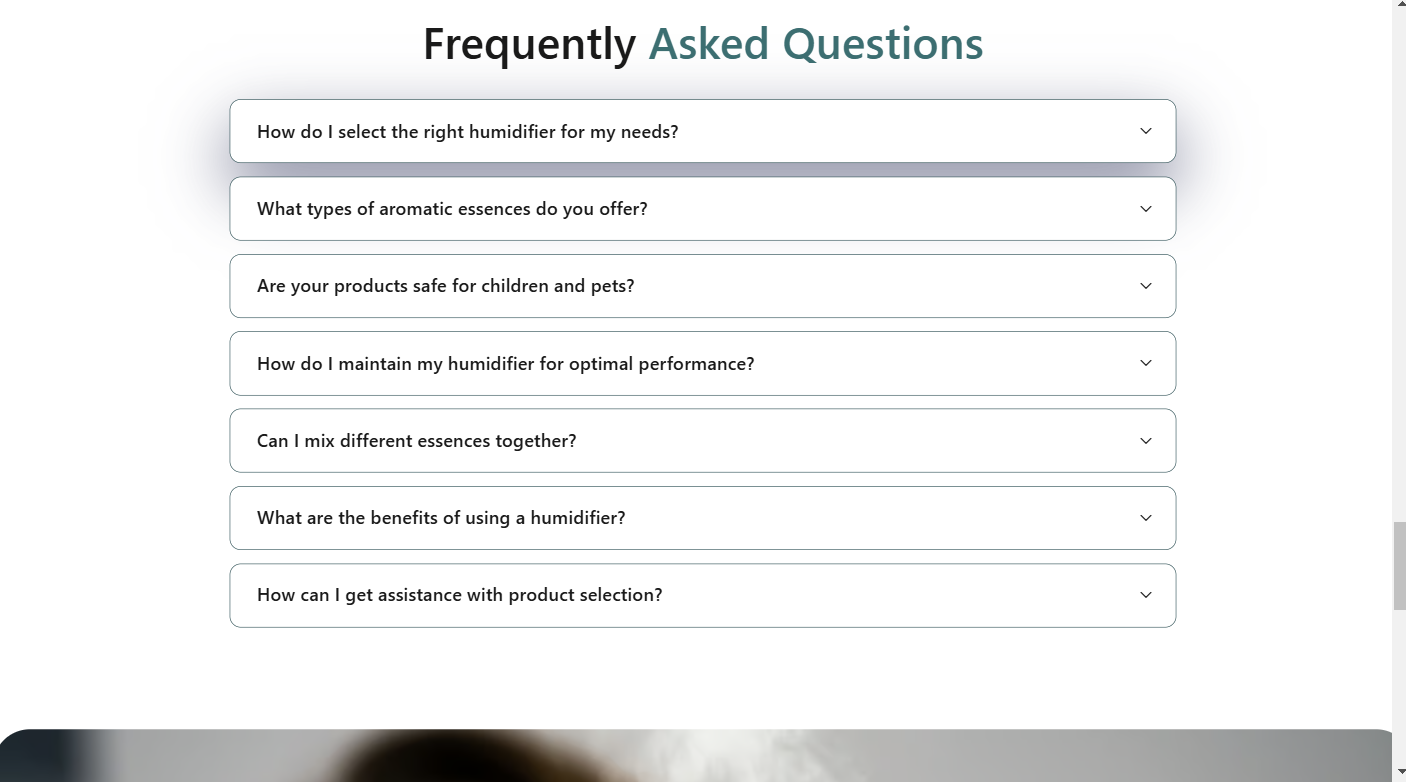 Frequently Asked Questions
How do I select the right humidifier for my needs?
What types of aromatic essences do you offer?
Are your products safe for children and pets?
How do I maintain my humidifier for optimal performance?
Can I mix different essences together?
What are the benefits of using a humidifier?
How can I get assistance with product selection?